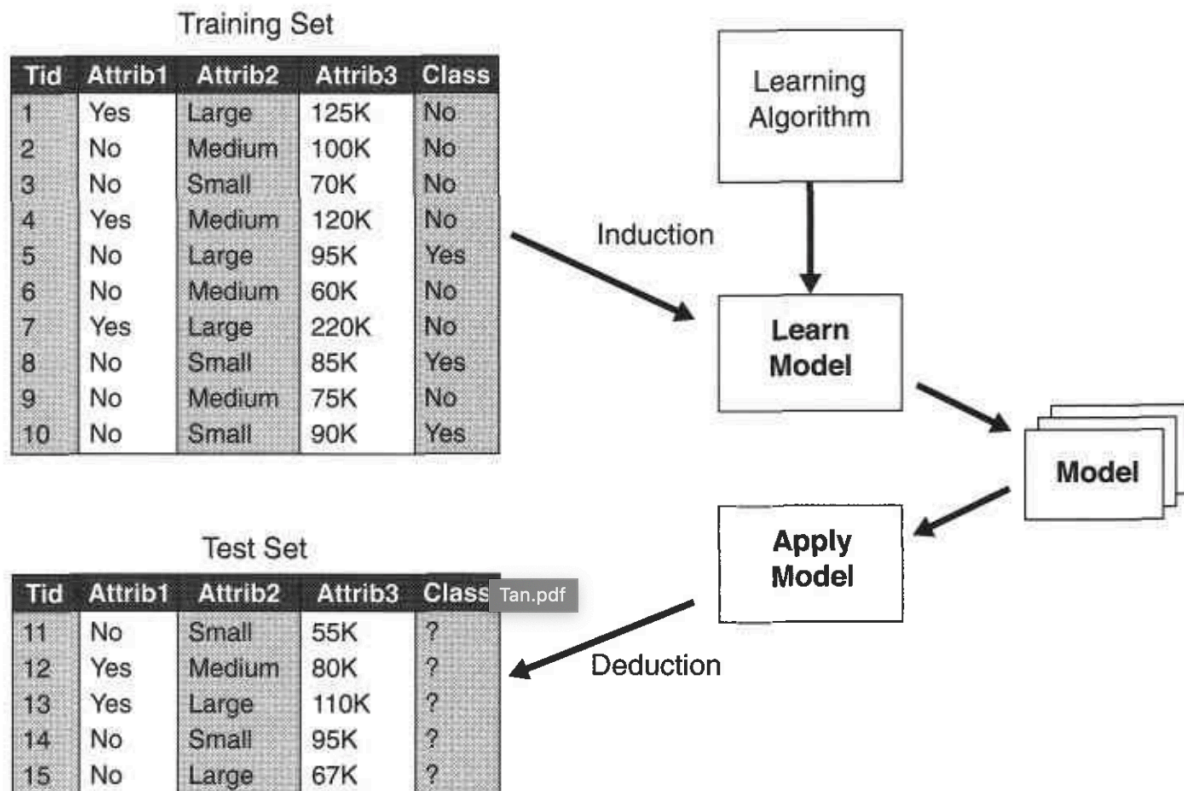 Training Set
Tid Attrib1 Attrib2 Attrib3 Class
1 Yes Large 125K No
2 No Medium 100K No
3 No Small 70K No
4 Yes Medium 120K No
5 No Large 95K Yes
6 No Medium 60K No
7 Yes Large 220K No
8 No Small 85K Yes
9 No Medium 75K No
10 No Small 90K Yes
Learning
Algorithm
Induction
Learn
Model
Model
Apply
Model
Deduction
Test Set
Tid Attrib1 Attrib2 Attrib3 Class
Tan.pdf
11 No Small 55K ?
12 Yes Medium 80K ?
13 Yes Large 110K ?
14 No Small 95K ?
15 No Large 67K ?